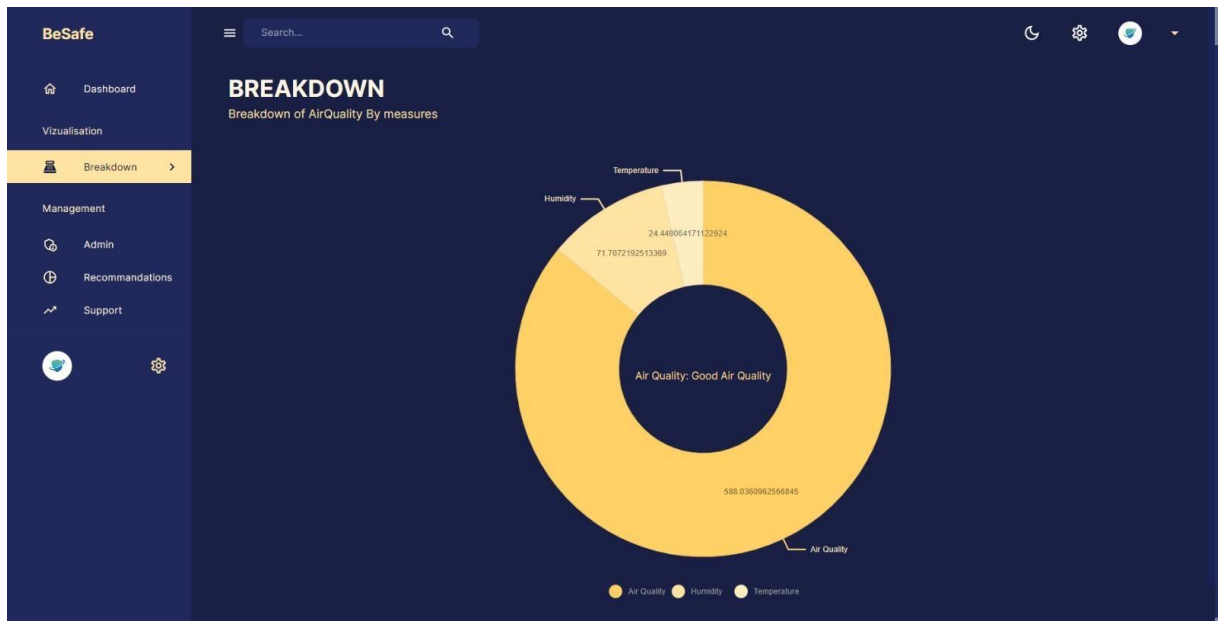 BeSafe
Search...
Dashboard
Vizualisation
Breakdown
Management
Admin
Recommandations
Support
BREAKDOWN
Breakdown of AirQuality By measures
Temperature
Humidity
24.449064171122924
71.7072192513369
Air Quality: Good Air Quality
588.0360962566845
Air Quality
Air Quality Humidity Temperature